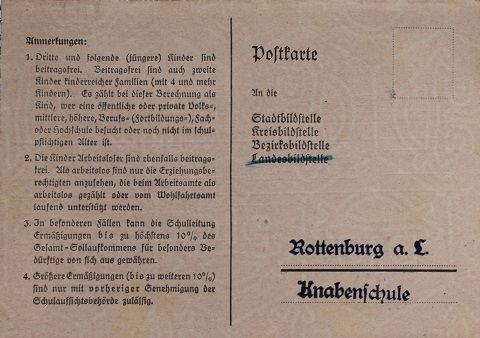 Anmerkungen:
1. Dritte und folgende (jüngere) Kinder sind
beitragsfrei. Beitragsfrei sind auch zweite
Kinder kinderreicher Familien (mit 4 und mehr
Kindern). Es zählt bei dieser Berechnung als
Kind, wer eine öffentliche oder private Volks-,
mittlere, höhere, Berufs- (Fortbildungs-), Fach-
oder Hochschule besucht oder noch nicht im schul-
pflichtigen Alter ist.
2. Die Kinder Arbeitsloser sind ebenfalls beitrags-
frei. Als arbeitslos sind nur die Erziehungsbe-
rechtigten anzusehen, die beim Arbeitsamte als
arbeitslos gezählt oder vom Wohlfahrtsamt
laufend unterstützt werden.
3. In besonderen Fällen kann die Schulleitung
Ermäßigungen bis zu höchstens 10% des
Gesamt-Sollaufkommens für besonders Be-
dürftige von sich aus gewähren.
4. Größere Ermäßigungen (bis zu weiteren 10%)
sind nur mit vorheriger Genehmigung der
Schulaufsichtsbehörde zulässig.
Postkarte
An die
Stadtbildstelle
Kreisbildstelle
Bezirksbildstelle
Landesbildstelle
Rottenburg a. L.
Knabenschule